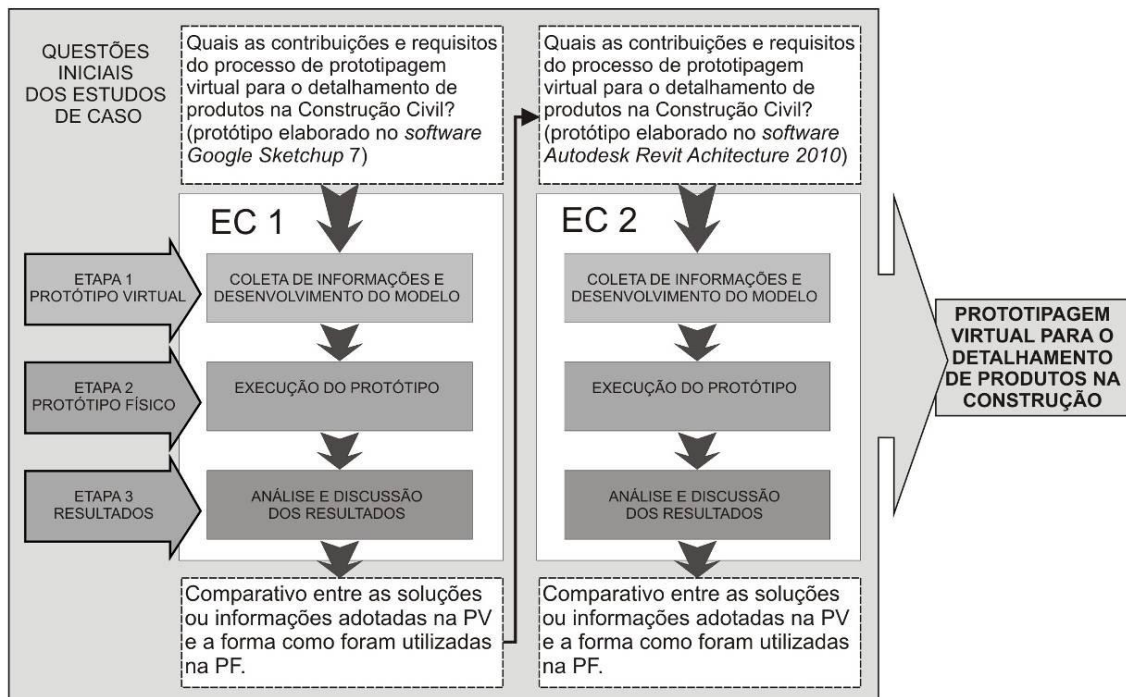 QUESTÕES
INICIAIS
DOS ESTUDOS
DE CASO
Quais as contribuições e requisitos
do processo de prototipagem
virtual para o detalhamento de
produtos na Construção Civil?
(protótipo elaborado no software
Google Sketchup 7)
Quais as contribuições e requisitos
do processo de prototipagem
virtual para o detalhamento de
produtos na Construção Civil?
(protótipo elaborado no software
Autodesk Revit Achitecture 2010)
EC 1
EC 2
ETAPA 1
PROTÓTIPO VIRTUAL
COLETA DE INFORMAÇÕES E
DESENVOLVIMENTO DO MODELO
COLETA DE INFORMAÇÕES E
DESENVOLVIMENTO DO MODELO
ETAPA 2
PROTÓTIPO FÍSICO
EXECUÇÃO DO PROTÓTIPO
EXECUÇÃO DO PROTÓTIPO
ETAPA 3
RESULTADOS
ANÁLISE E DISCUSSÃO
DOS RESULTADOS
ANÁLISE E DISCUSSÃO
DOS RESULTADOS
Comparativo entre as soluções
ou informações adotadas na PV
e a forma como foram utilizadas
na PF.
Comparativo entre as soluções
ou informações adotadas na PV
e a forma como foram utilizadas
na PF.
PROTOTIPAGEM
VIRTUAL PARA O
DETALHAMENTO
DE PRODUTOS NA
CONSTRUÇÃO